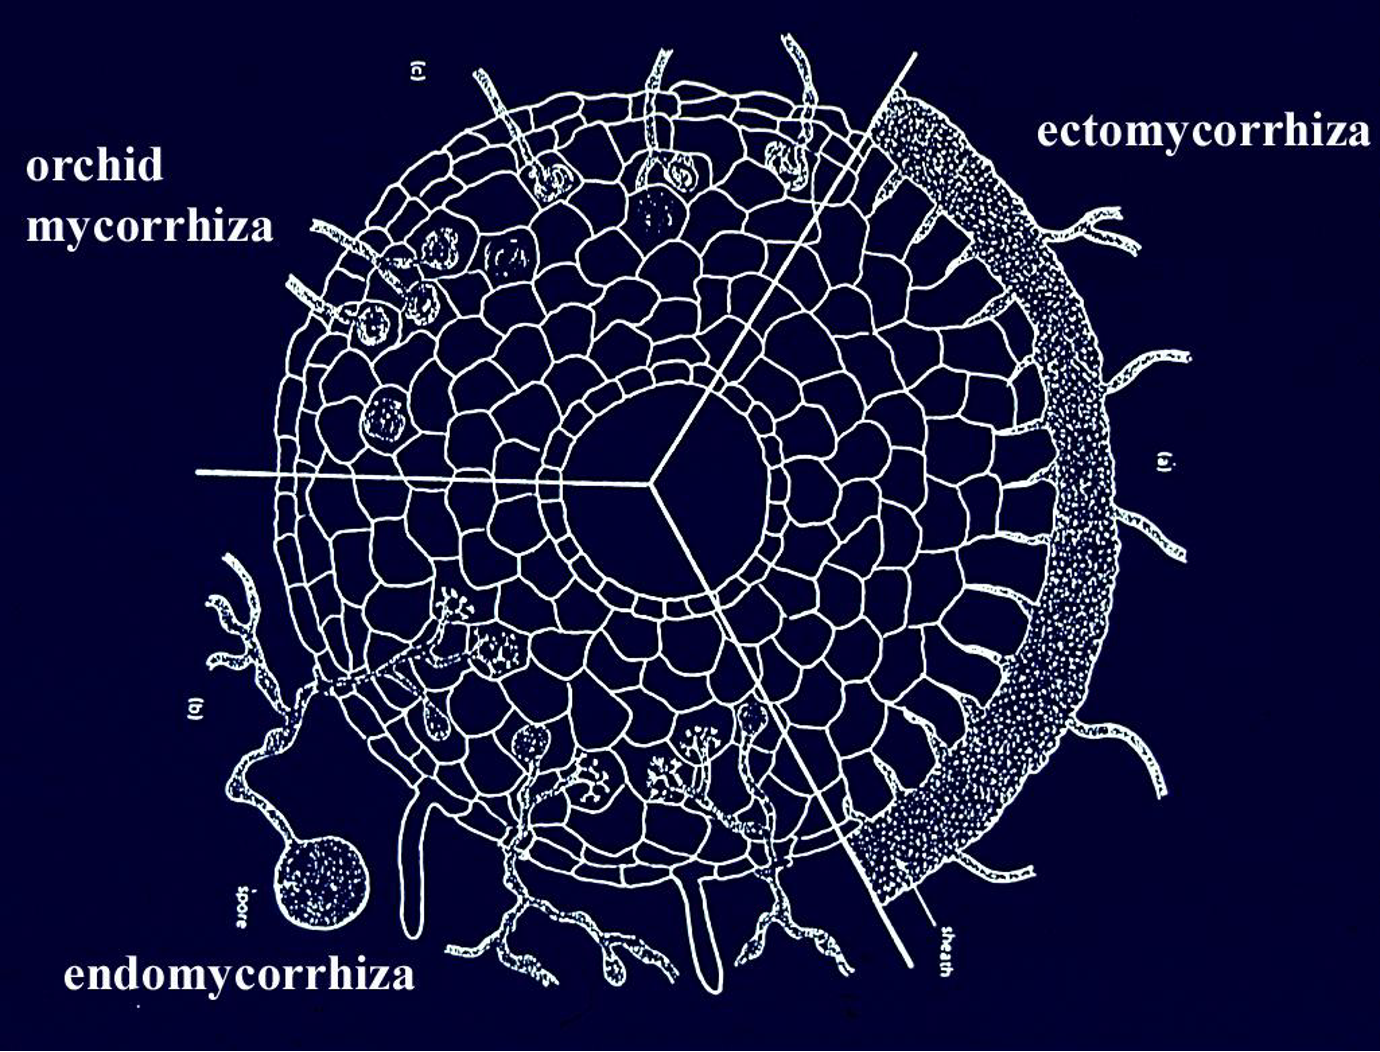 (c)
ectomycorrhiza
orchid
mycorrhiza
(a)
(b)
spore
sheath
endomycorrhiza